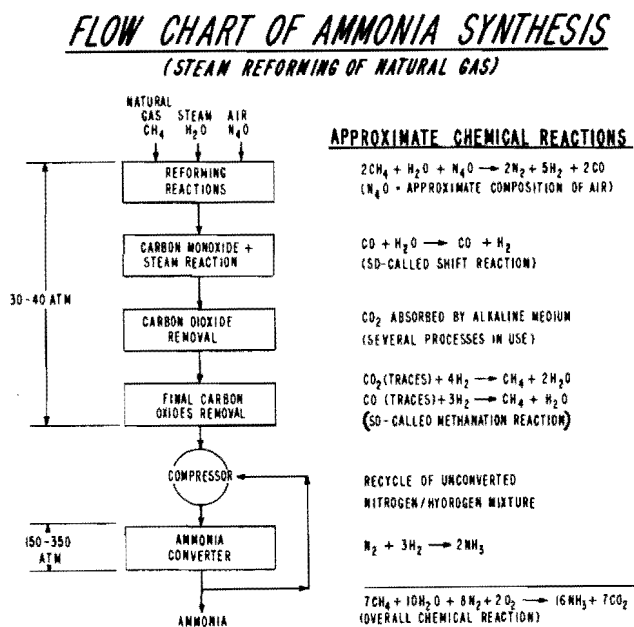 FLOW CHART OF AMMONIA SYNTHESIS
(STEAM REFORMING OF NATURAL GAS)
NATURAL
GAS STEAM AIR
CH₄ H₂O N₄O
REFORMING
REACTIONS
CARBON MONOXIDE +
STEAM REACTION
30-40 ATM
CARBON DIOXIDE
REMOVAL
FINAL CARBON
OXIDES REMOVAL
COMPRESSOR
150-350
ATM
AMMONIA
CONVERTER
AMMONIA
APPROXIMATE CHEMICAL REACTIONS
2CH₄ + H₂O + N₄O → 2N₂ + 5H₂ + 2CO
(N₄O = APPROXIMATE COMPOSITION OF AIR)
CO + H₂O → CO + H₂
(SO-CALLED SHIFT REACTION)
CO₂ ABSORBED BY ALKALINE MEDIUM
(SEVERAL PROCESSES IN USE)
CO₂ (TRACES) + 4H₂ → CH₄ + 2H₂O
CO (TRACES) + 3H₂ → CH₄ + H₂O
(SO-CALLED METHANATION REACTION)
RECYCLE OF UNCONVERTED
NITROGEN/HYDROGEN MIXTURE
N₂ + 3H₂ → 2NH₃
7CH₄ + 10H₂O + 8N₂ + 2O₂ → 16NH₃ + 7CO₂
(OVERALL CHEMICAL REACTION)